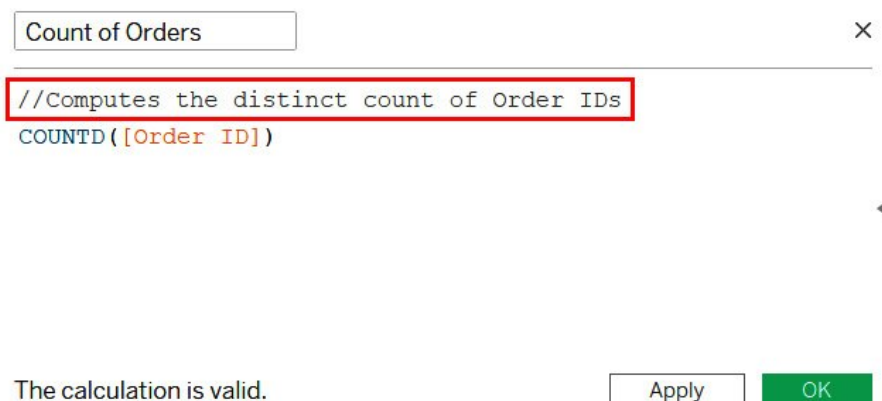 Count of Orders
//Computes the distinct count of Order IDs
COUNTD([Order ID])
The calculation is valid.
Apply
OK